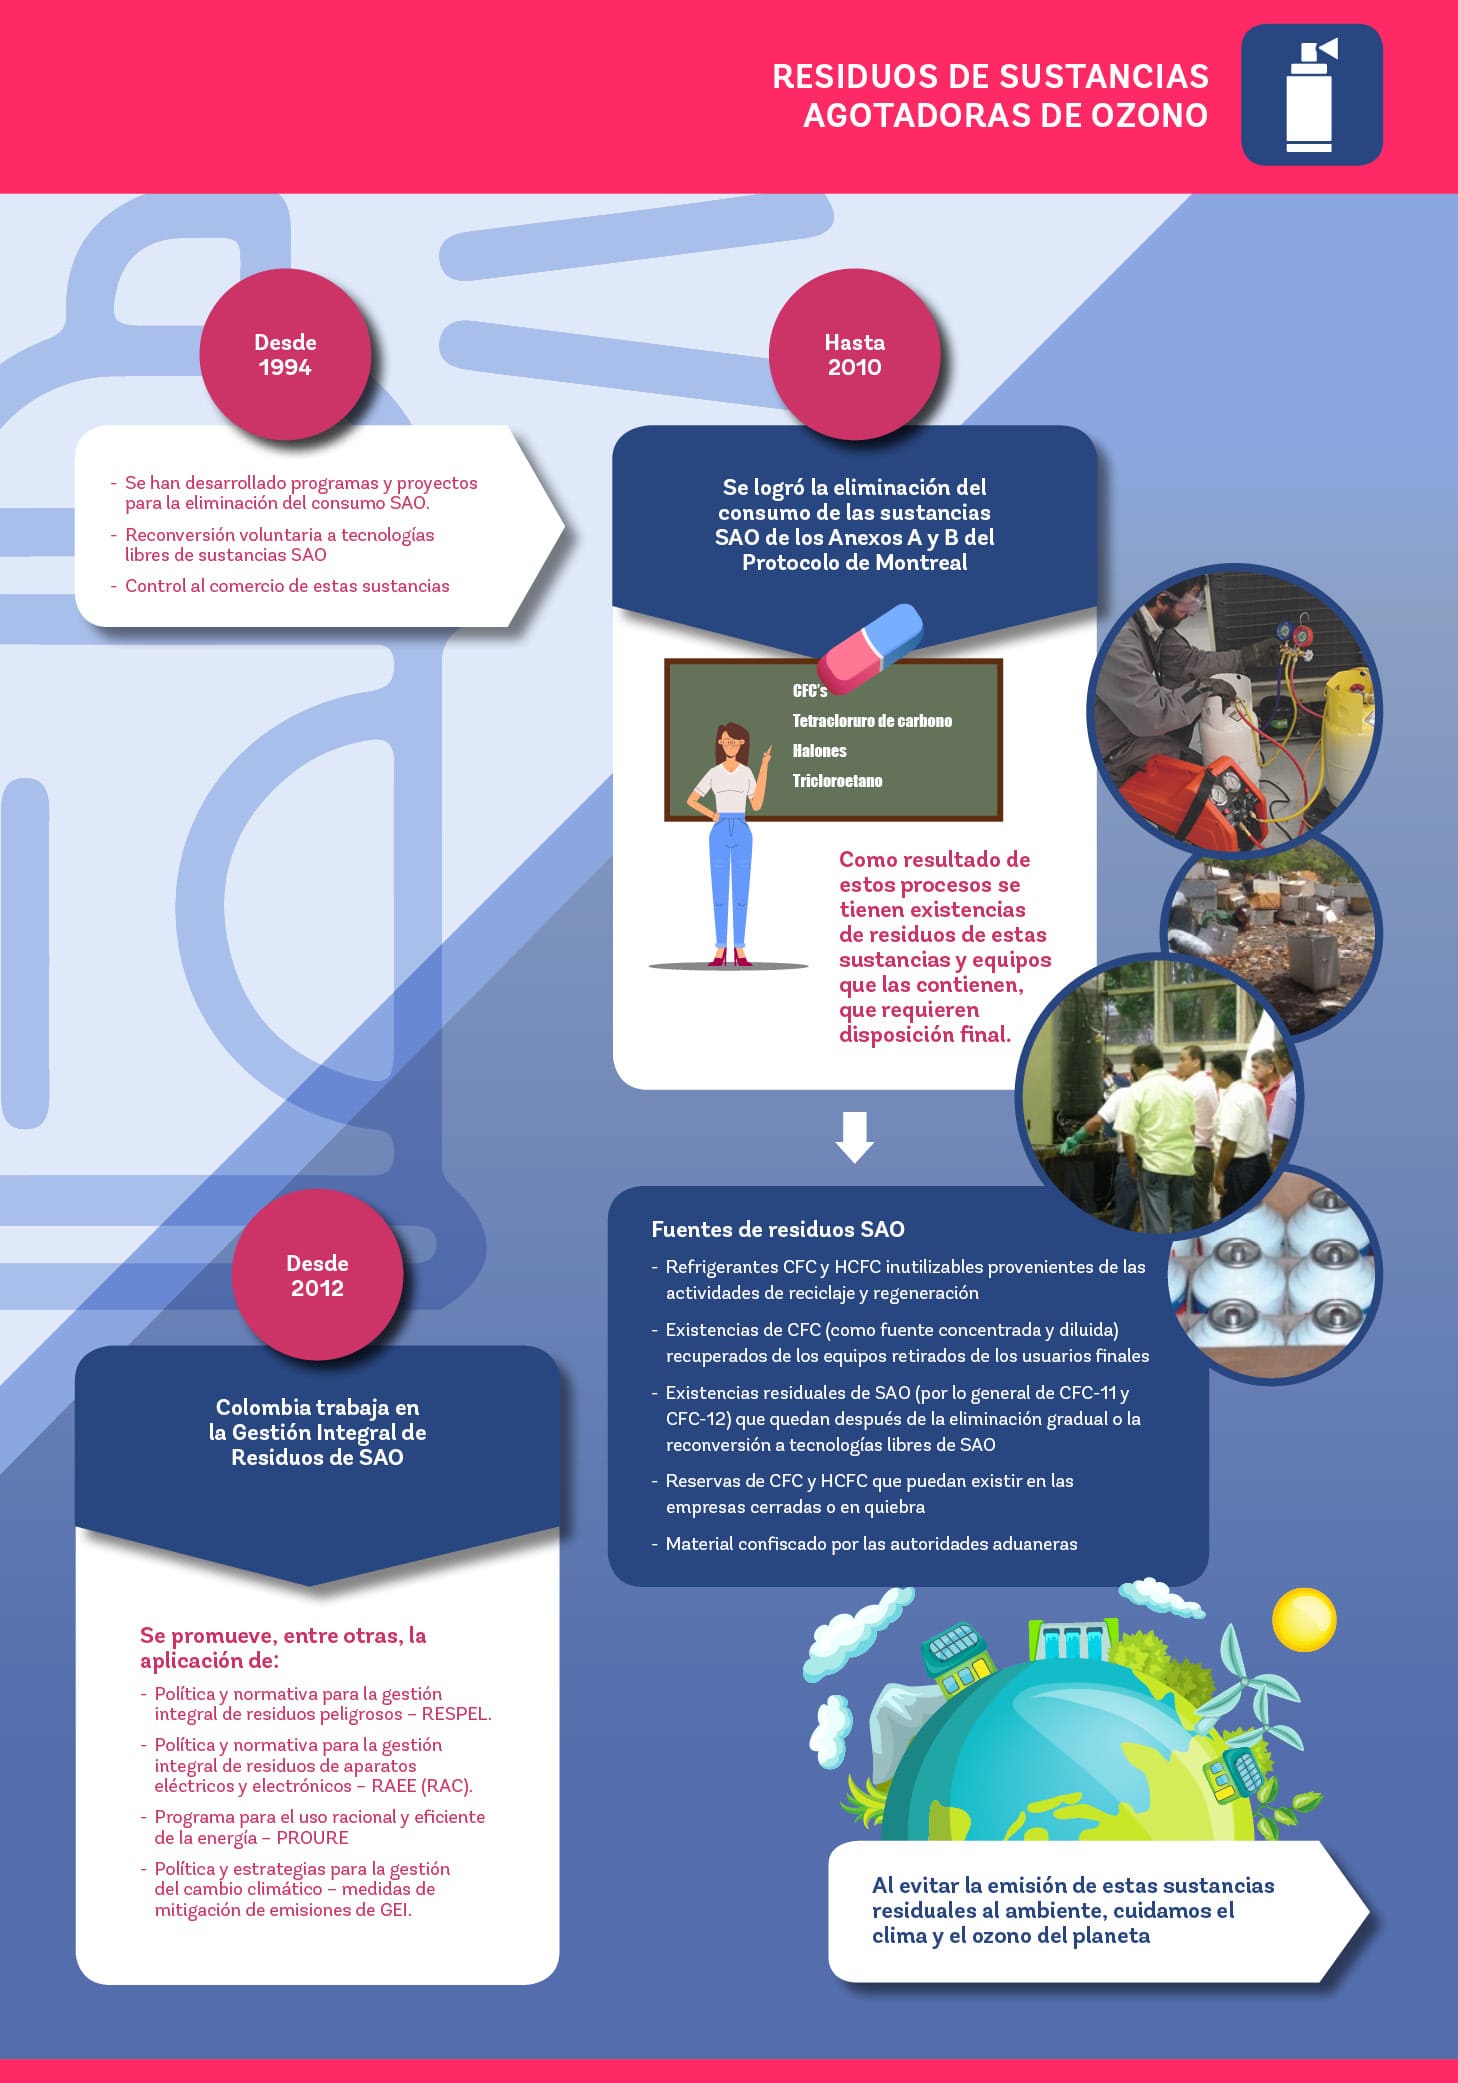 RESIDUOS DE SUSTANCIAS
AGOTADORAS DE OZONO
Desde
1994
- Se han desarrollado programas y proyectos
para la eliminación del consumo SAO.
- Reconversión voluntaria a tecnologías
libres de sustancias SAO
- Control al comercio de estas sustancias
Hasta
2010
Se logró la eliminación del
consumo de las sustancias
SAO de los Anexos A y B del
Protocolo de Montreal
CFC's
Tetracloruro de carbono
Halones
Tricloroetano
Como resultado de
estos procesos se
tienen existencias
de residuos de estas
sustancias y equipos
que las contienen,
que requieren
disposición final.
Fuentes de residuos SAO
- Refrigerantes CFC y HCFC inutilizables provenientes de las
actividades de reciclaje y regeneración
- Existencias de CFC (como fuente concentrada y diluida)
recuperados de los equipos retirados de los usuarios finales
- Existencias residuales de SAO (por lo general de CFC-11 y
CFC-12) que quedan después de la eliminación gradual o la
reconversión a tecnologías libres de SAO
- Reservas de CFC y HCFC que puedan existir en las
empresas cerradas o en quiebra
- Material confiscado por las autoridades aduaneras
Desde
2012
Colombia trabaja en
la Gestión Integral de
Residuos de SAO
Se promueve, entre otras, la
aplicación de:
- Política y normativa para la gestión
integral de residuos peligrosos – RESPEL.
- Política y normativa para la gestión
integral de residuos de aparatos
eléctricos y electrónicos – RAEE (RAC).
- Programa para el uso racional y eficiente
de la energía – PROURE
- Política y estrategias para la gestión
del cambio climático – medidas de
mitigación de emisiones de GEI.
Al evitar la emisión de estas sustancias
residuales al ambiente, cuidamos el
clima y el ozono del planeta